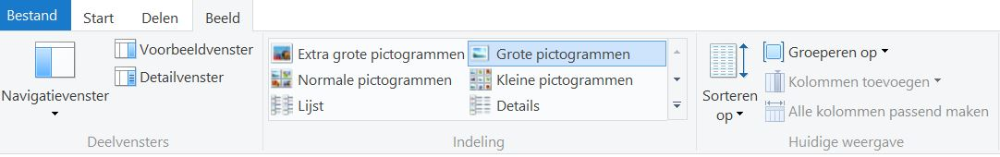 Bestand Start Delen Beeld
Navigatievenster
Voorbeeldvenster
Detailvenster
Deelvensters
Extra grote pictogrammen Grote pictogrammen
Normale pictogrammen Kleine pictogrammen
Lijst Details
Indeling
Sorteren
op
Groeperen op
Kolommen toevoegen
Alle kolommen passend maken
Huidige weergave